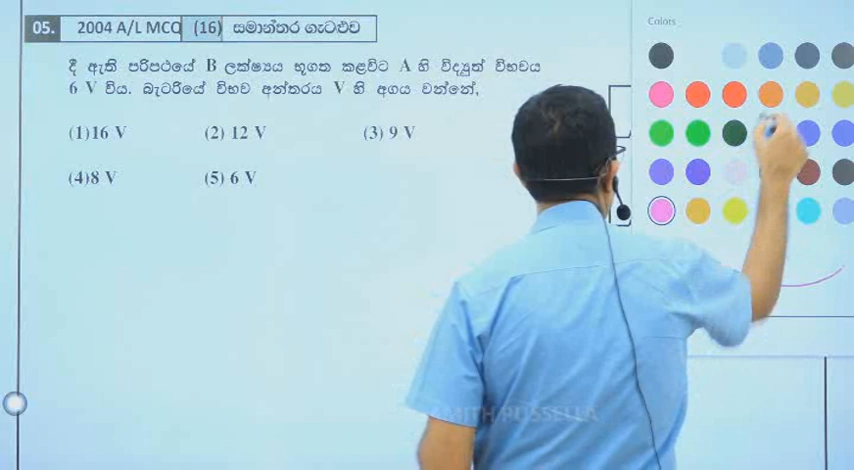 05. 2004 A/L MCQ (16) සමාන්තර ගැටළුව
Colors
දී ඇති පරිපථයේ B ලක්ෂ්‍යය භූගත කළවිට A හි විද්‍යුත් විභවය
6 V විය. බැටරියේ විභව අන්තරය V හි අගය වන්නේ,
(1)16 V (2) 12 V (3) 9 V
(4)8 V (5) 6 V